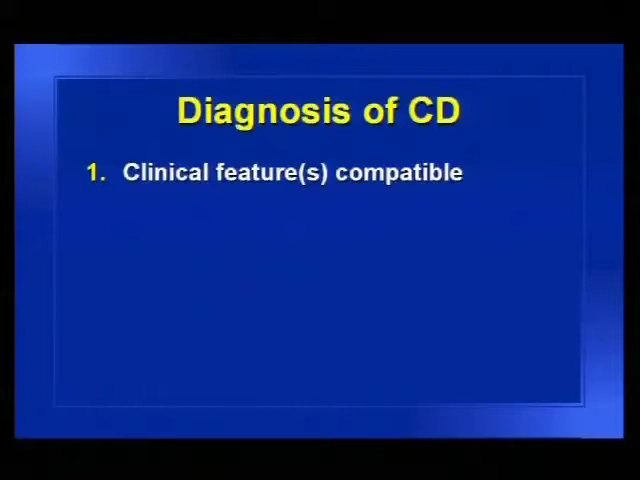 Diagnosis of CD
1. Clinical feature(s) compatible